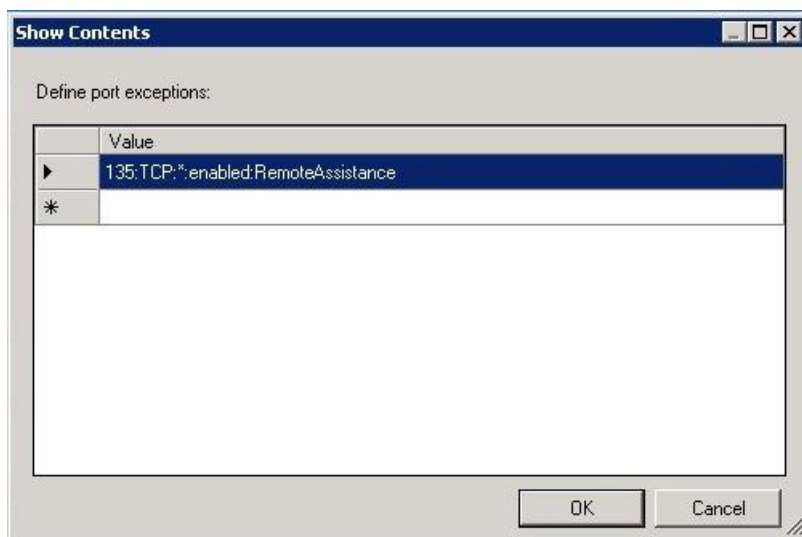 Show Contents
Define port exceptions:
Value
135:TCP:*:enabled:RemoteAssistance
OK Cancel